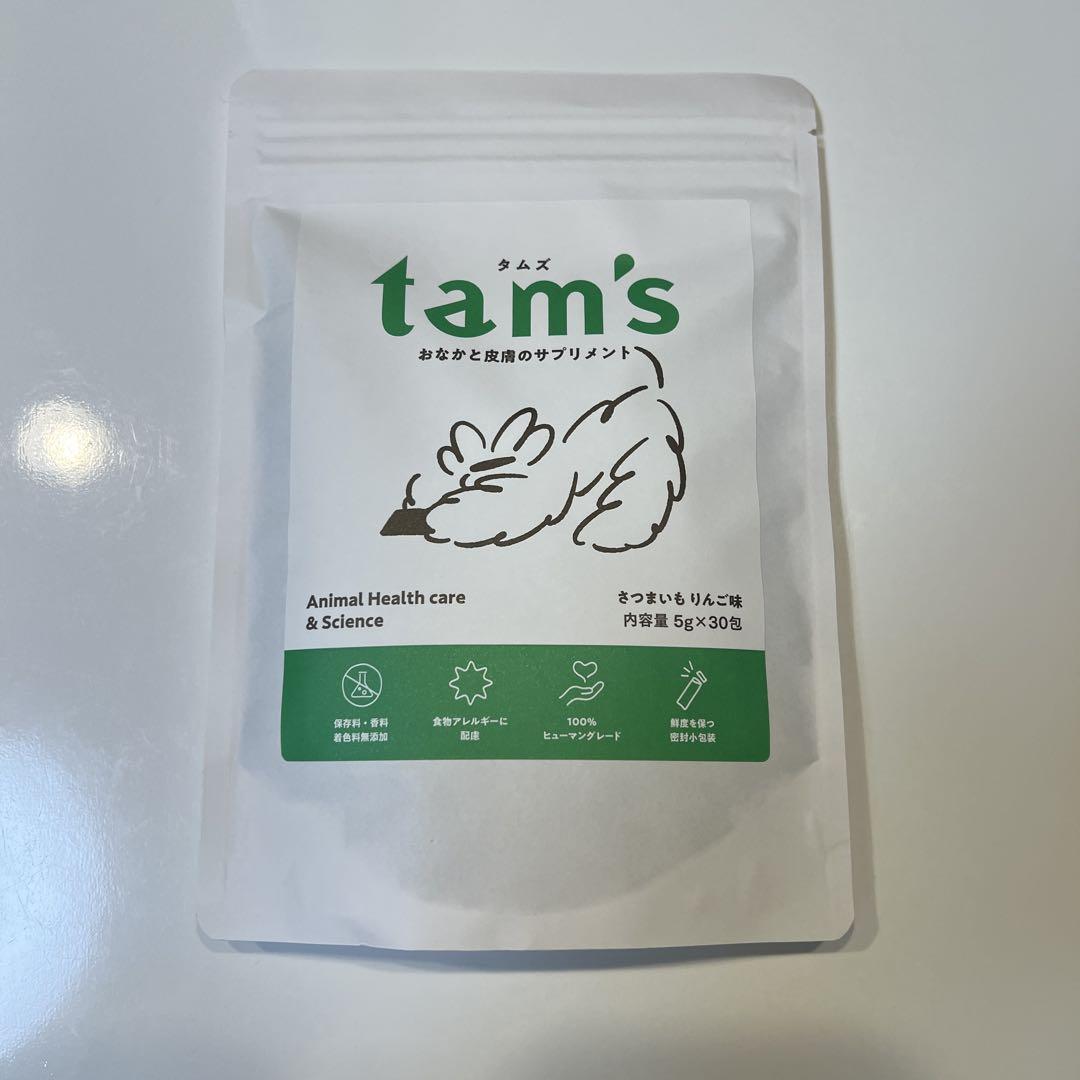 タムズ
tam's
おなかと皮膚のサプリメント
Animal Health care
& Science
さつまいも りんご味
内容量 5g×30包
保存料・香料
着色料無添加
食物アレルギーに
配慮
100%
ヒューマングレード
鮮度を保つ
密封小包装